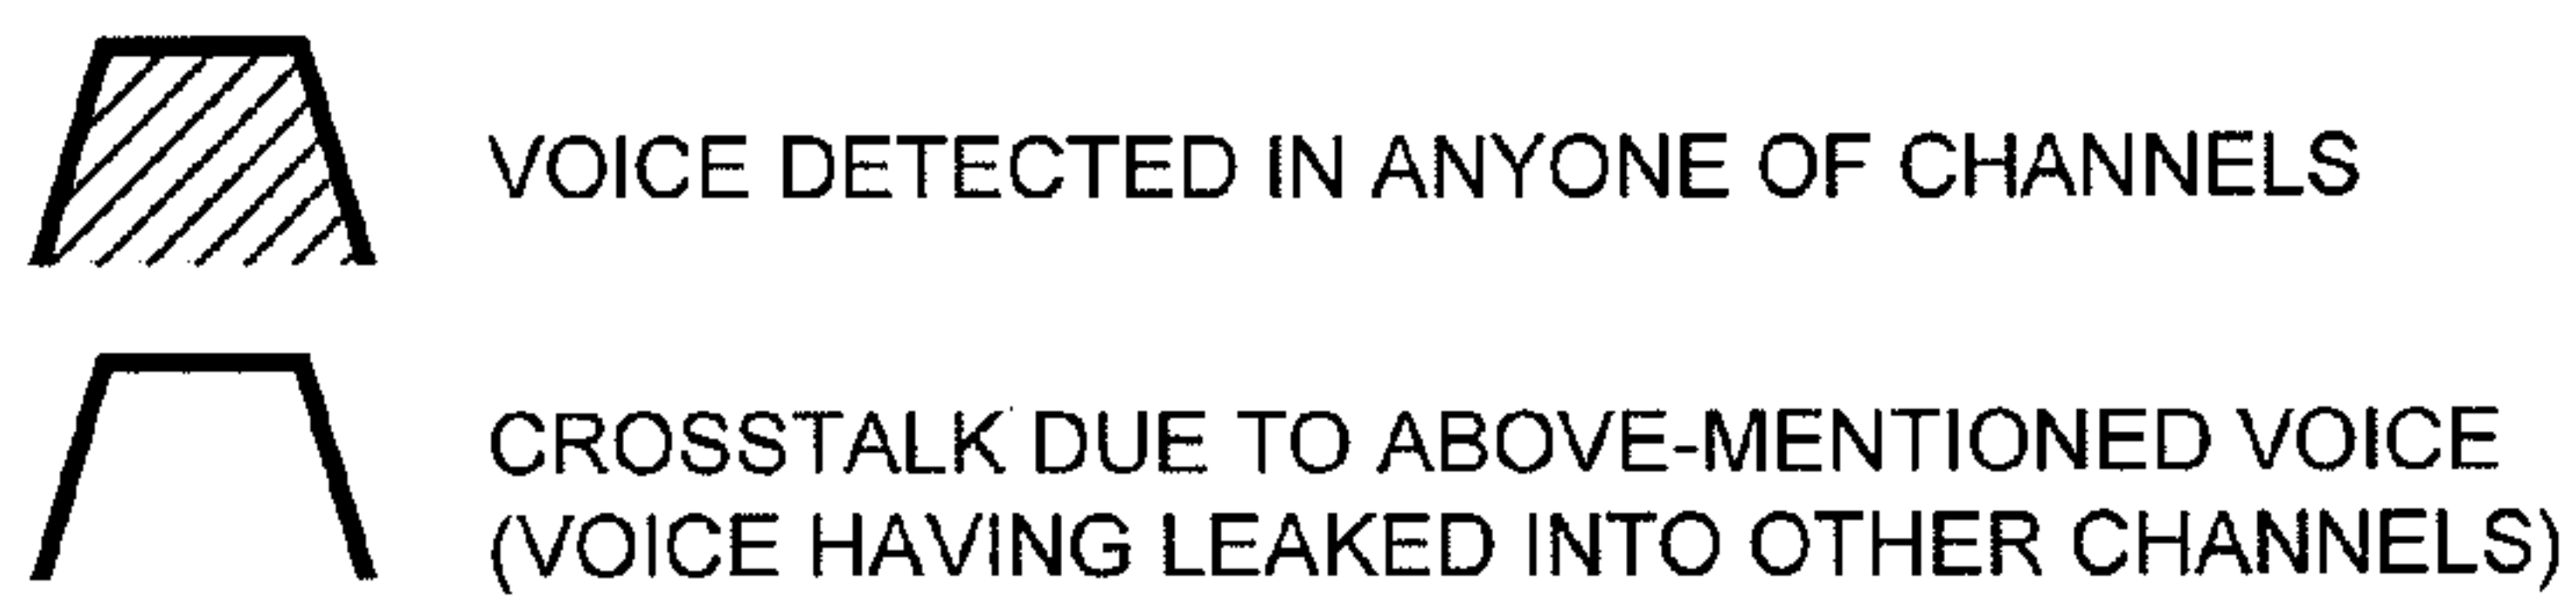 VOICE DETECTED IN ANYONE OF CHANNELS
CROSSTALK DUE TO ABOVE-MENTIONED VOICE
(VOICE HAVING LEAKED INTO OTHER CHANNELS)